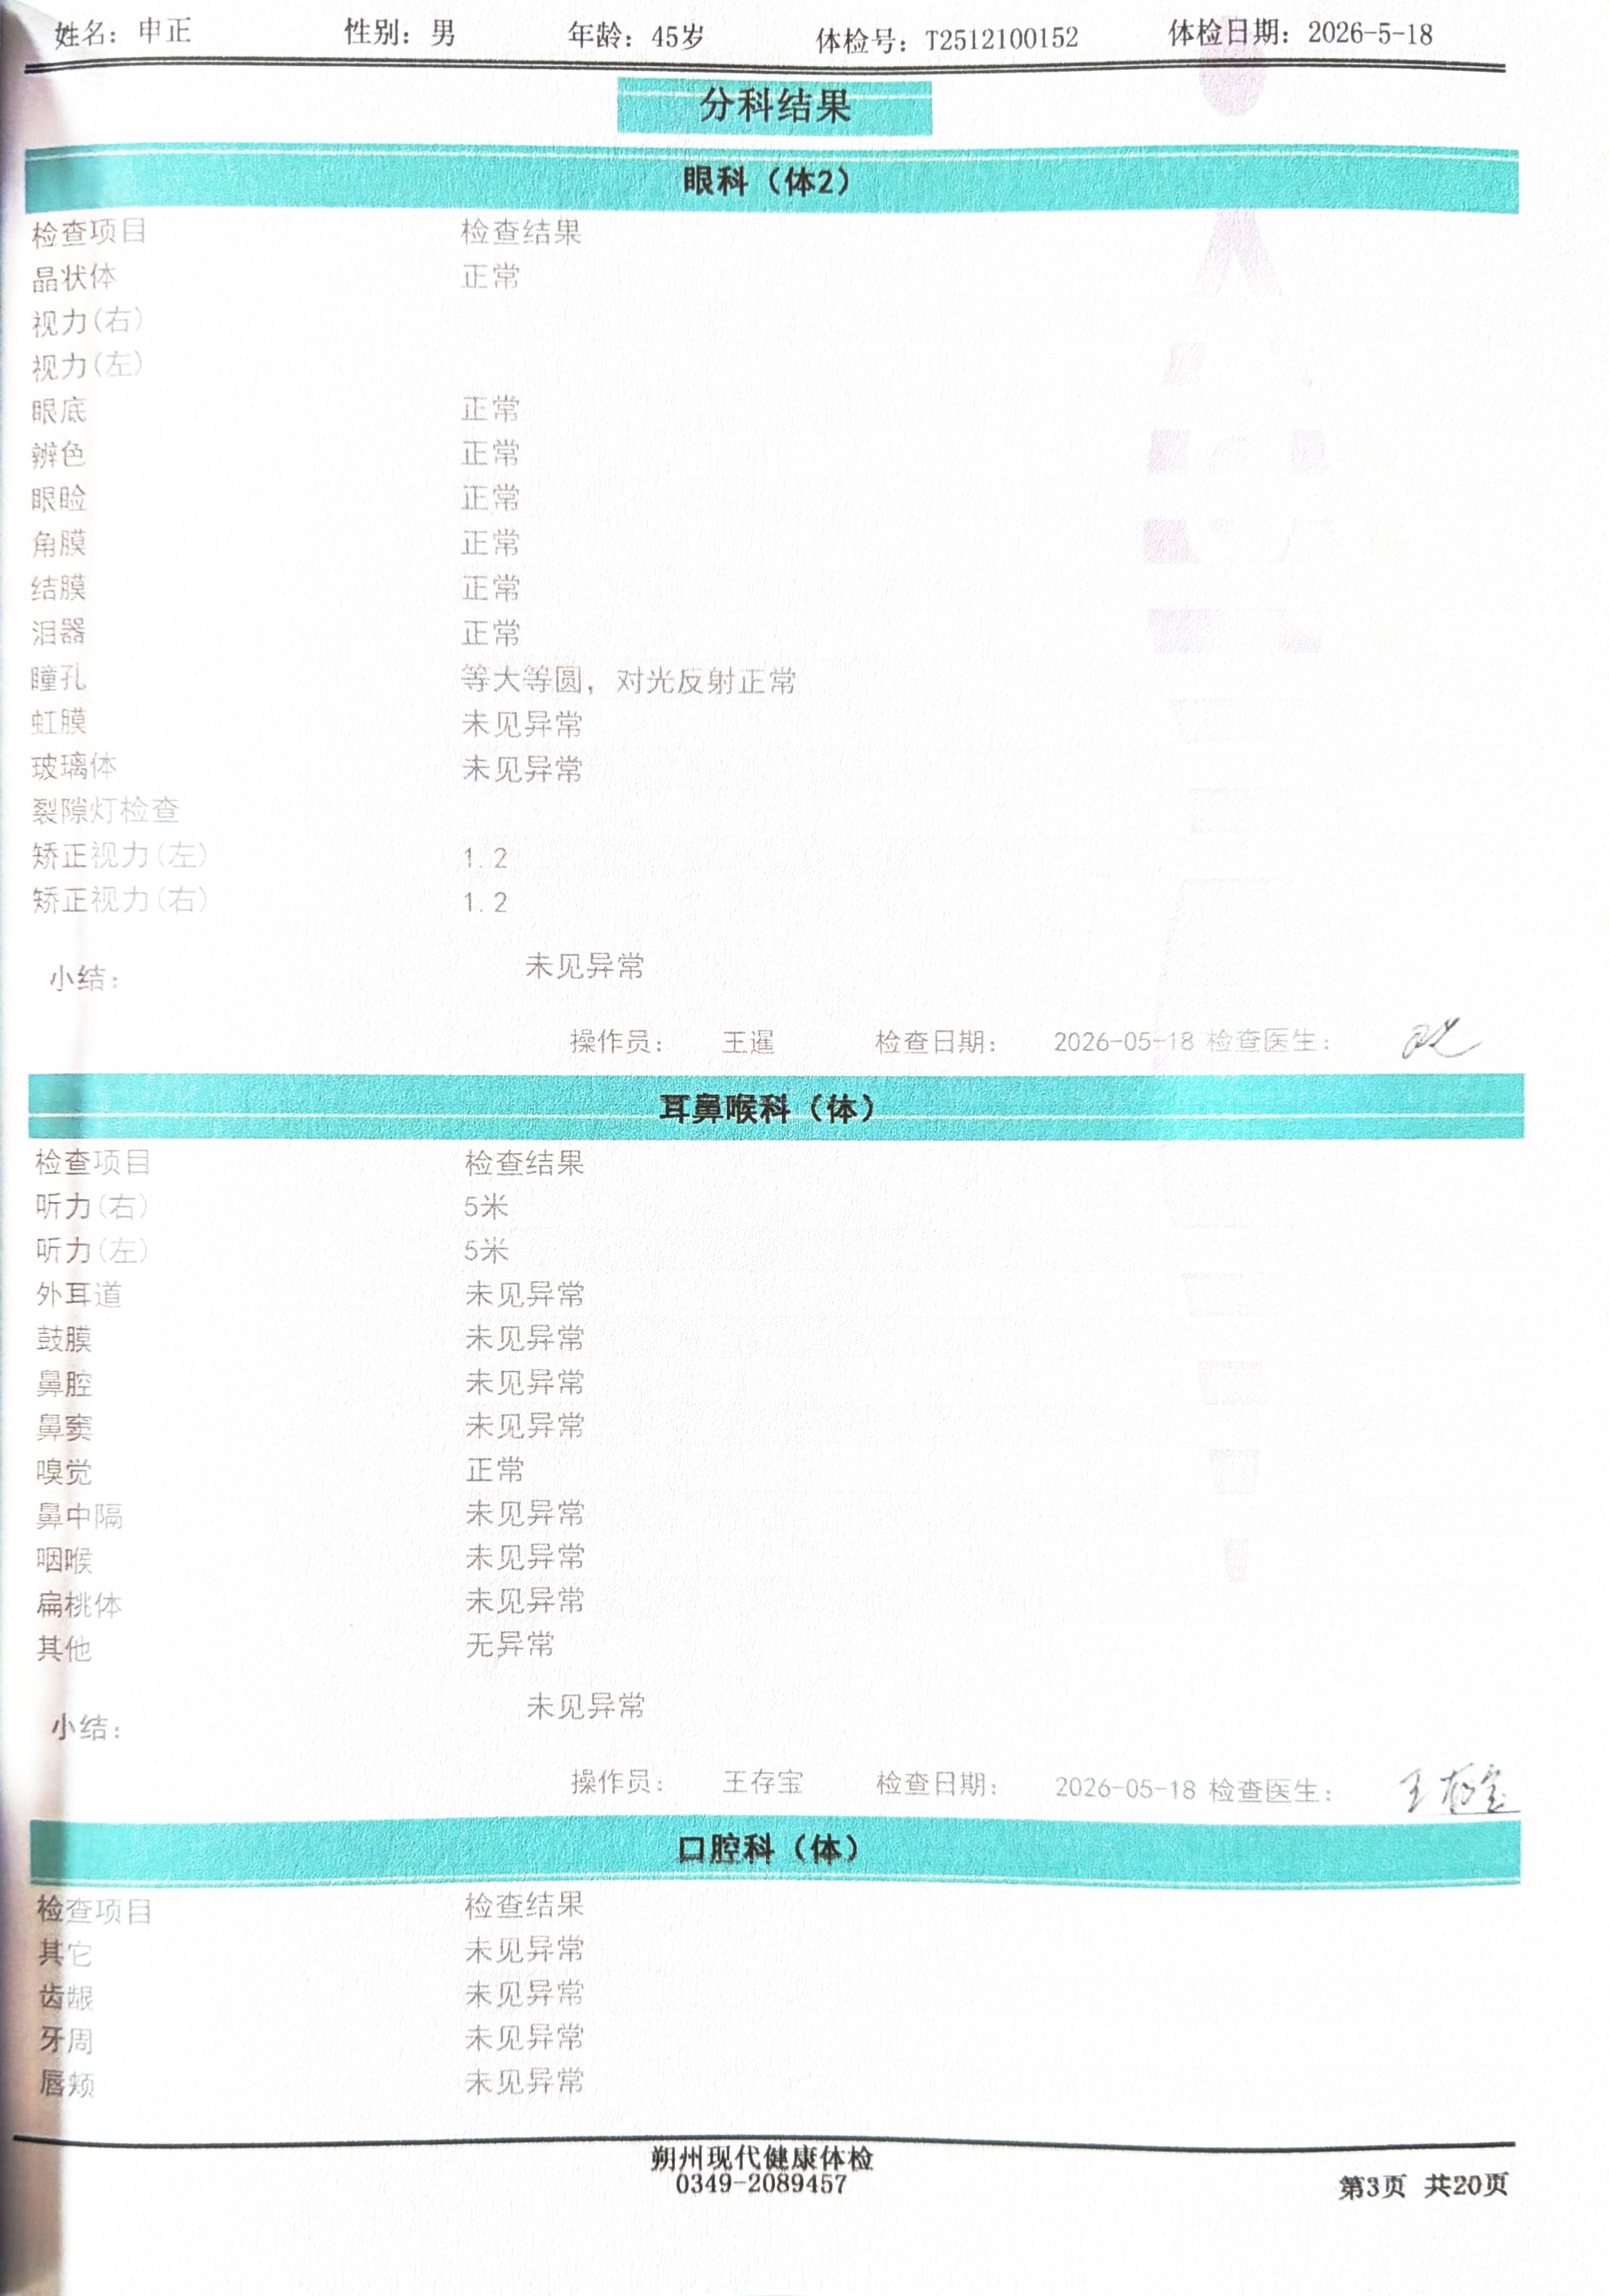 姓名：申正 性别：男 年龄：45岁 体检号：T2512100152 体检日期：2026-5-18
分科结果
眼科（体2）
检查项目 检查结果
晶状体 正常
视力(右)
视力(左)
眼底 正常
辨色 正常
眼睑 正常
角膜 正常
结膜 正常
泪器 正常
瞳孔 等大等圆，对光反射正常
虹膜 未见异常
玻璃体 未见异常
裂隙灯检查
矫正视力(左) 1.2
矫正视力(右) 1.2
小结： 未见异常
操作员： 王暹 检查日期： 2026-05-18 检查医生：
耳鼻喉科（体）
检查项目 检查结果
听力(右) 5米
听力(左) 5米
外耳道 未见异常
鼓膜 未见异常
鼻腔 未见异常
鼻窦 未见异常
嗅觉 正常
鼻中隔 未见异常
咽喉 未见异常
扁桃体 未见异常
其他 无异常
小结： 未见异常
操作员： 王存宝 检查日期： 2026-05-18 检查医生： 王存宝
口腔科（体）
检查项目 检查结果
其它 未见异常
齿龈 未见异常
牙周 未见异常
唇颊 未见异常
朔州现代健康体检
0349-2089457
第3页 共20页